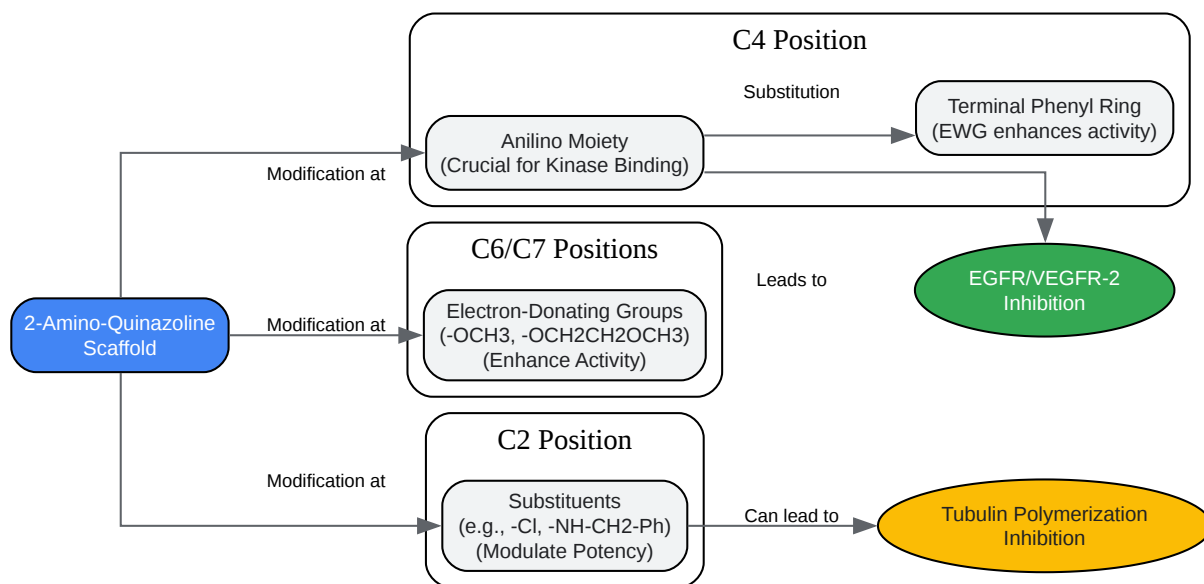 C4 Position
Substitution
Anilino Moiety
(Crucial for Kinase Binding)
Terminal Phenyl Ring
(EWG enhances activity)
Modification at
C6/C7 Positions
Leads to
EGFR/VEGFR-2
Inhibition
2-Amino-Quinazoline
Scaffold
Modification at
Electron-Donating Groups
(-OCH3, -OCH2CH2OCH3)
(Enhance Activity)
C2 Position
Modification at
Substituents
(e.g., -Cl, -NH-CH2-Ph)
(Modulate Potency)
Can lead to
Tubulin Polymerization
Inhibition